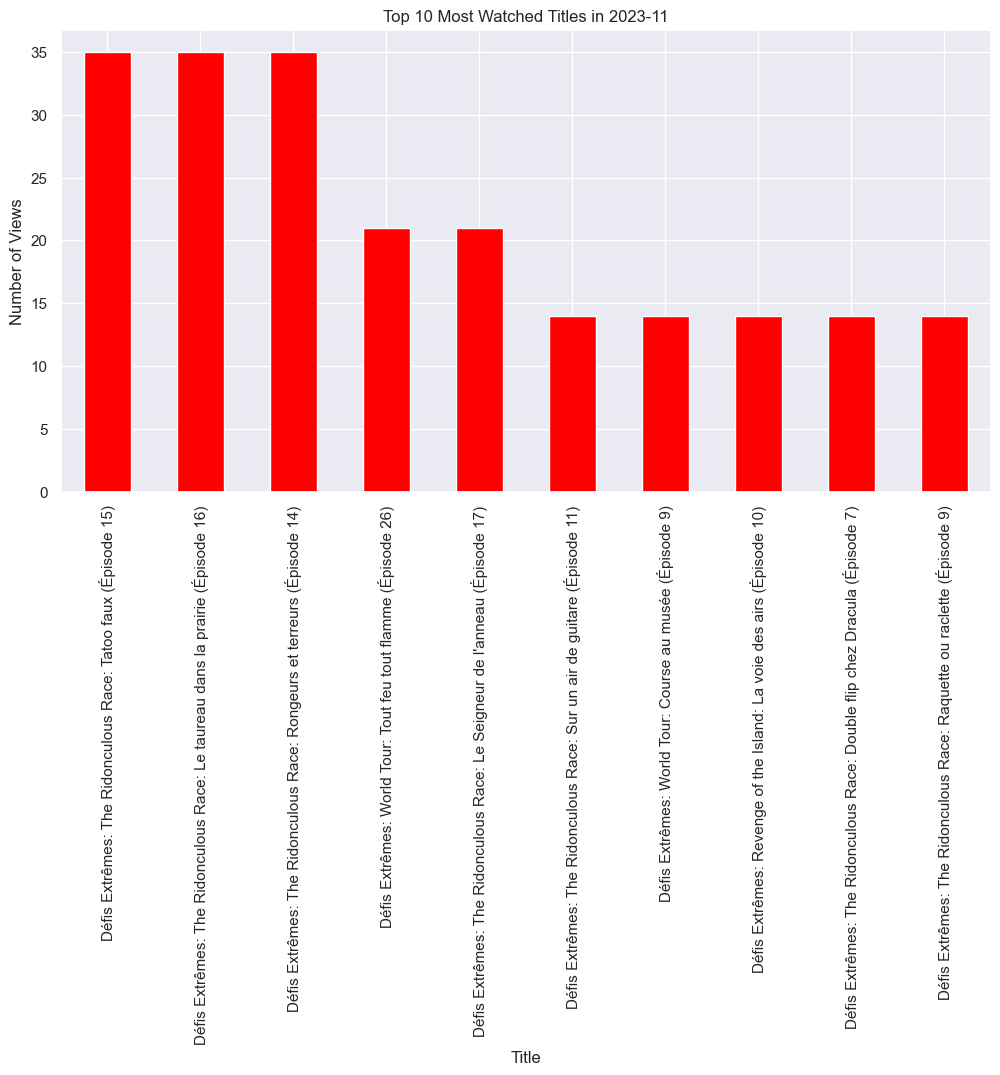 Top 10 Most Watched Titles in 2023-11
Number of Views
35
30
25
20
15
10
5
0
Défis Extrêmes: The Ridonculous Race: Tatoo faux (Épisode 15)
Défis Extrêmes: The Ridonculous Race: Le taureau dans la prairie (Épisode 16)
Défis Extrêmes: The Ridonculous Race: Rongeurs et terreurs (Épisode 14)
Défis Extrêmes: World Tour: Tout feu tout flamme (Épisode 26)
Défis Extrêmes: The Ridonculous Race: Le Seigneur de l'anneau (Épisode 17)
Défis Extrêmes: The Ridonculous Race: Sur un air de guitare (Épisode 11)
Défis Extrêmes: World Tour: Course au musée (Épisode 9)
Défis Extrêmes: Revenge of the Island: La voie des airs (Épisode 10)
Défis Extrêmes: The Ridonculous Race: Double flip chez Dracula (Épisode 7)
Défis Extrêmes: The Ridonculous Race: Raquette ou raclette (Épisode 9)
Title